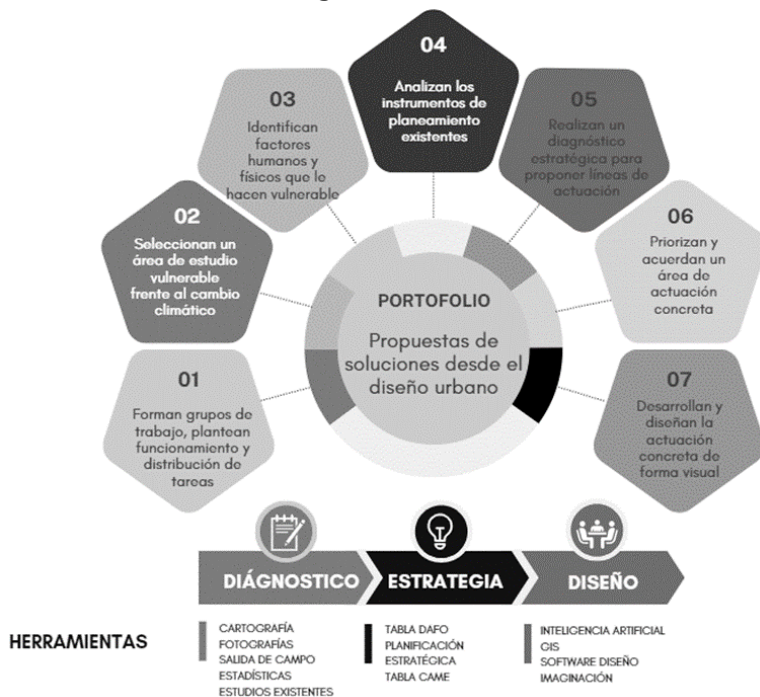 04
Analizan los
instrumentos de
planeamiento
existentes
03
Identifican
factores
humanos y
físicos que le
hacen vulnerable
05
Realizan un
diagnóstico
estratégica para
proponer líneas de
actuación
02
Seleccionan un
área de estudio
vulnerable
frente al cambio
climático
06
Priorizan y
acuerdan un
área de
actuación
concreta
PORTOFOLIO
Propuestas de
soluciones desde el
diseño urbano
01
Forman grupos de
trabajo, plantean
funcionamiento y
distribución de
tareas
07
Desarrollan y
diseñan la
actuación
concreta de
forma visual
DIÁGNOSTICO
ESTRATEGIA
DISEÑO
HERRAMIENTAS
CARTOGRAFÍA
FOTOGRAFÍAS
SALIDA DE CAMPO
ESTADÍSTICAS
ESTUDIOS EXISTENTES
TABLA DAFO
PLANIFICACIÓN
ESTRATÉGICA
TABLA CAME
INTELIGENCIA ARTIFICIAL
GIS
SOFTWARE DISEÑO
IMAGINACIÓN